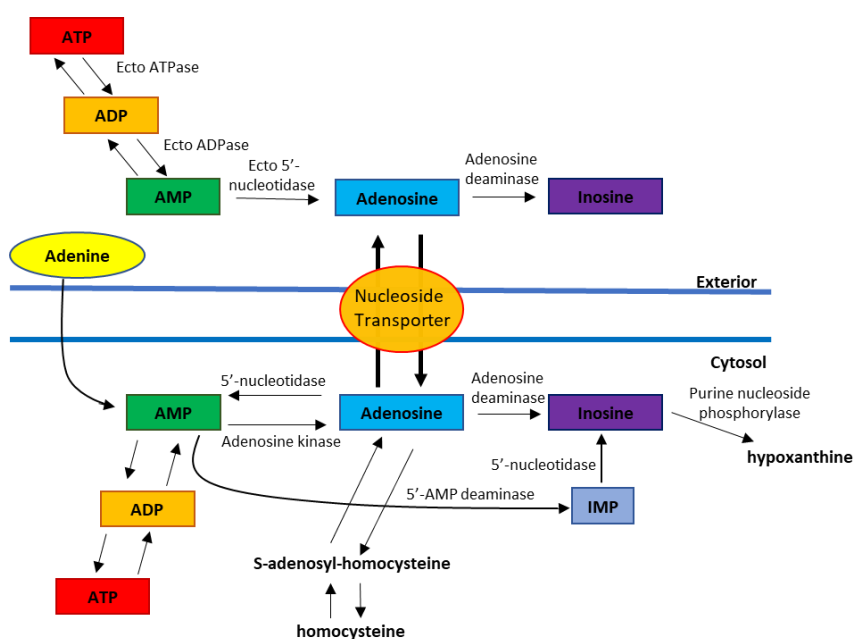 ATP
Ecto ATPase
ADP
Ecto ADPase
AMP
Ecto 5’-
nucleotidase
Adenosine
Adenosine
deaminase
Inosine
Adenine
Exterior
Nucleoside
Transporter
Cytosol
5’-nucleotidase
AMP
Adenosine kinase
Adenosine
Adenosine
deaminase
Inosine
Purine nucleoside
phosphorylase
hypoxanthine
5’-nucleotidase
5’-AMP deaminase
IMP
ADP
ATP
S-adenosyl-homocysteine
homocysteine